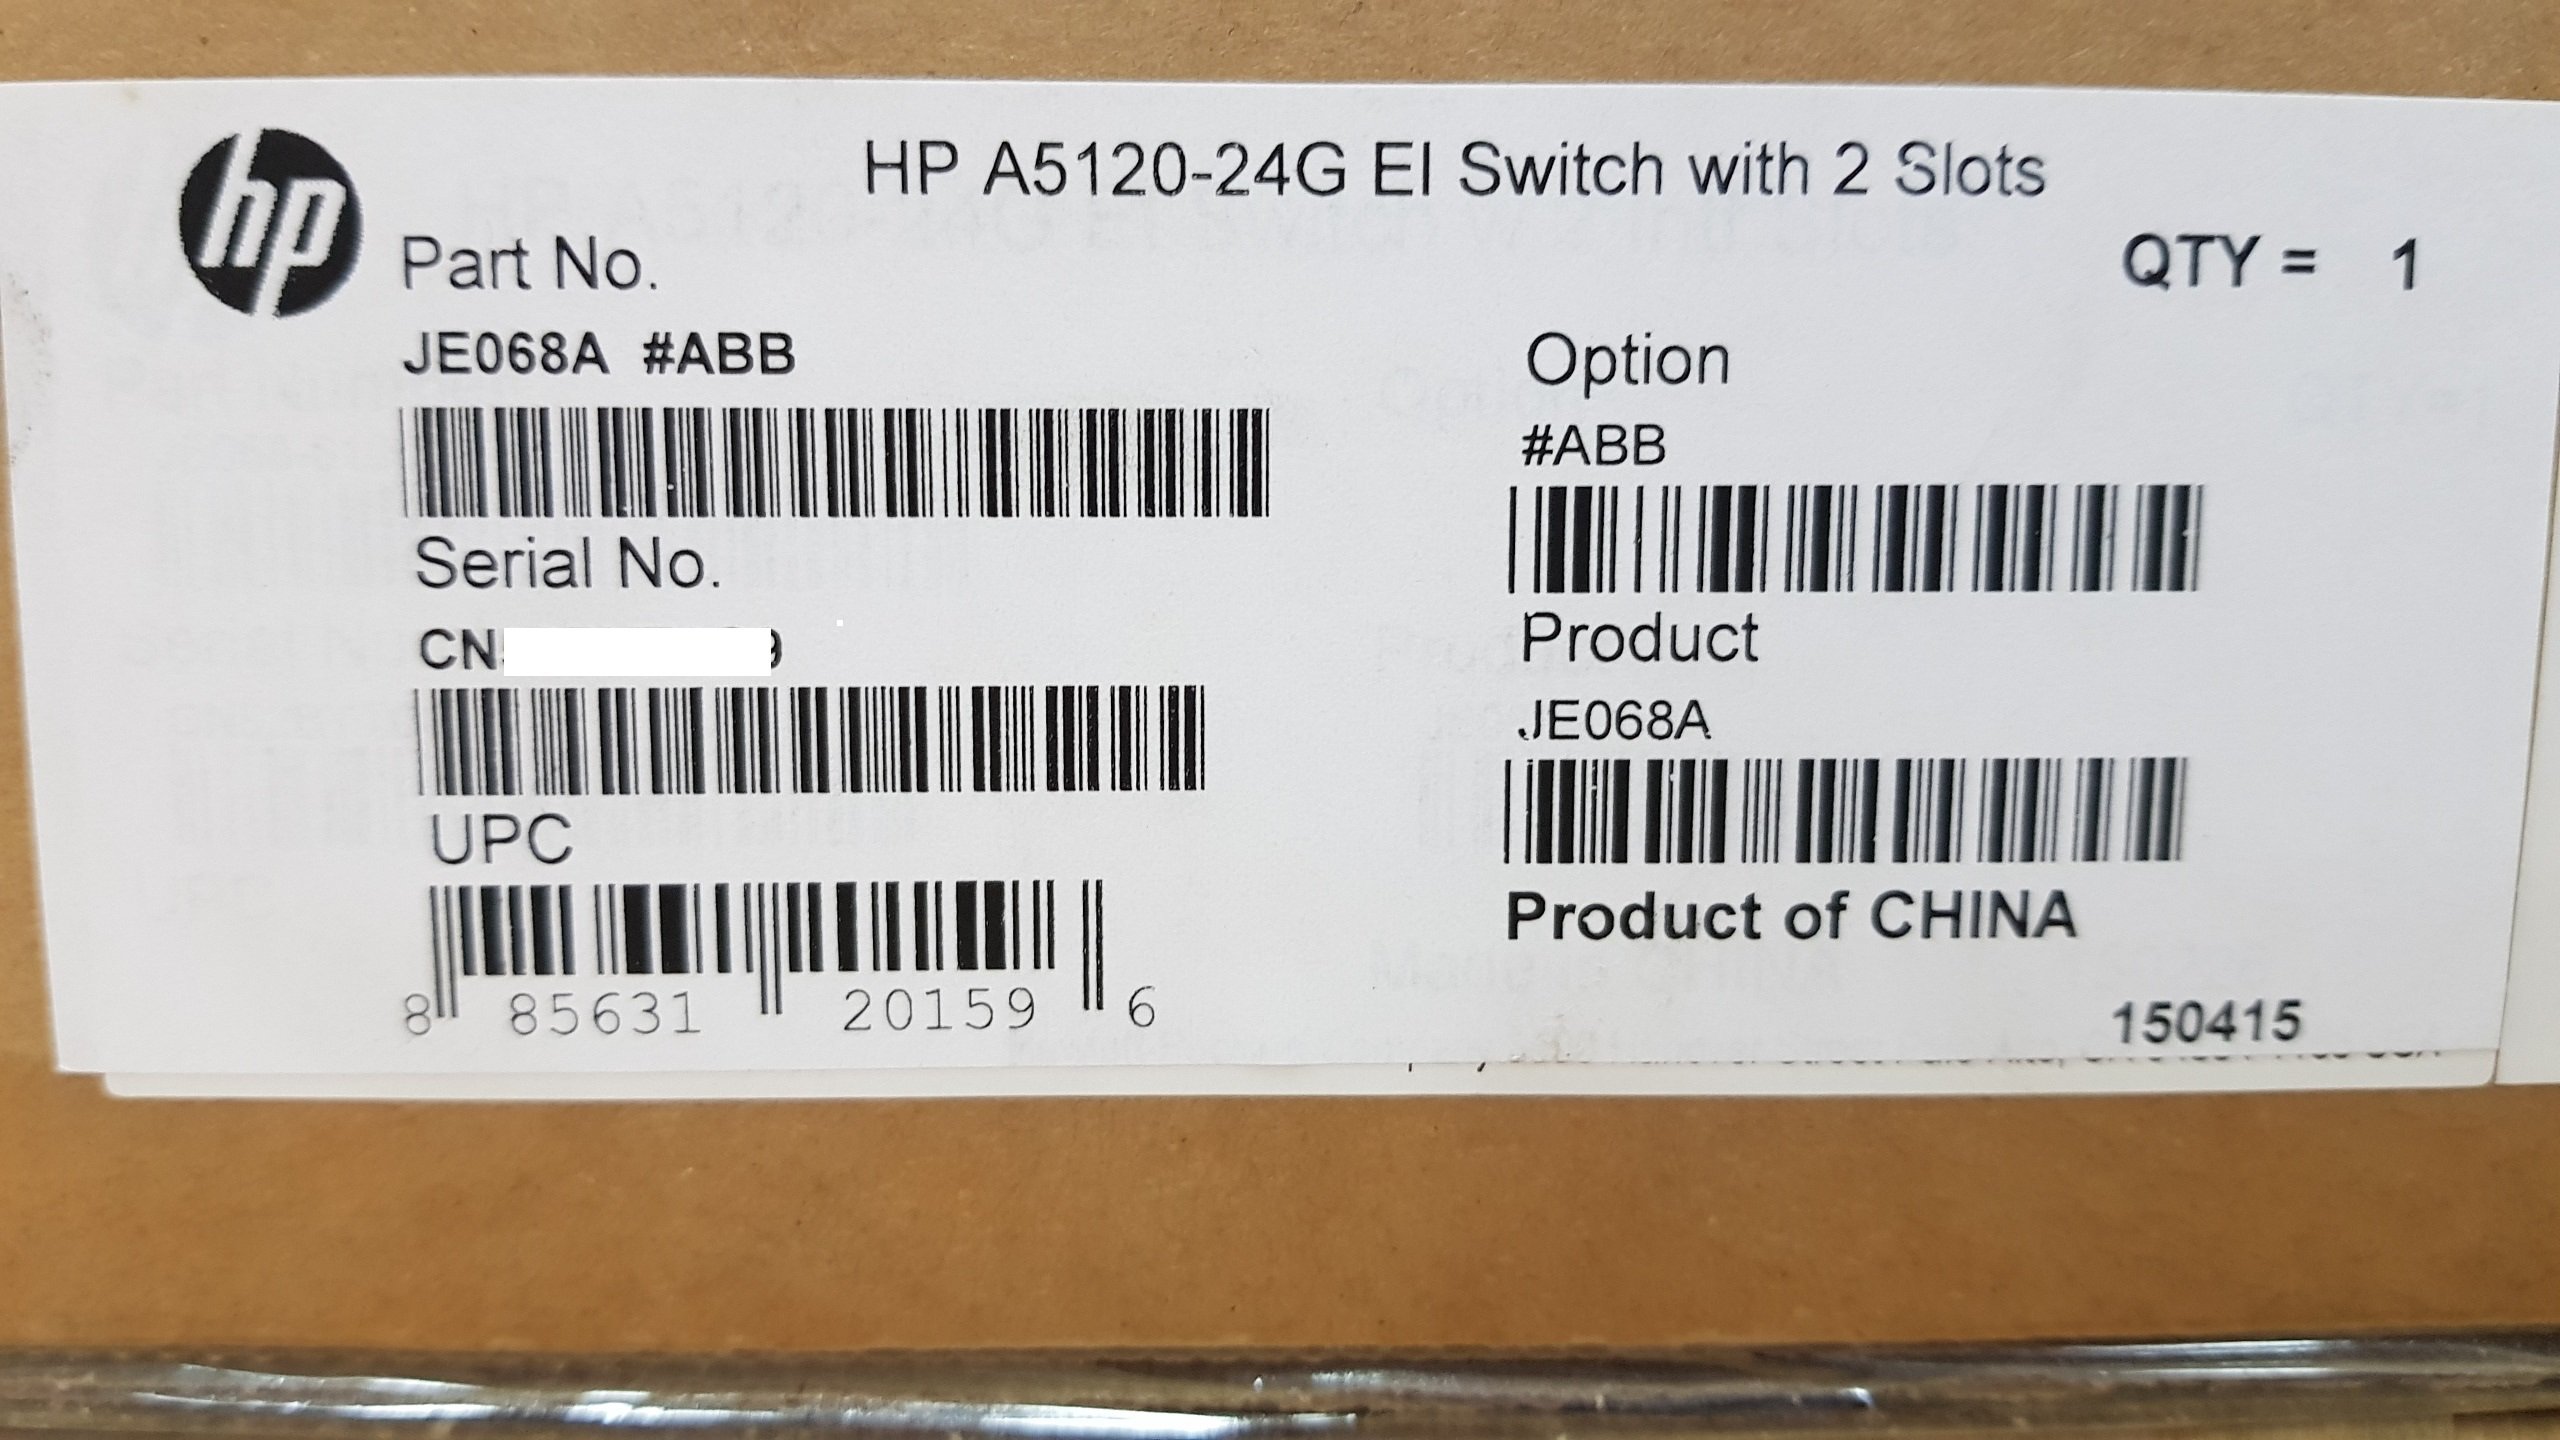 hp
HP A5120-24G EI Switch with 2 Slots
Part No.
QTY = 1
JE068A #ABB
Serial No.
CN
UPC
8 85631 20159 6
Option
#ABB
Product
JE068A
Product of CHINA
150415